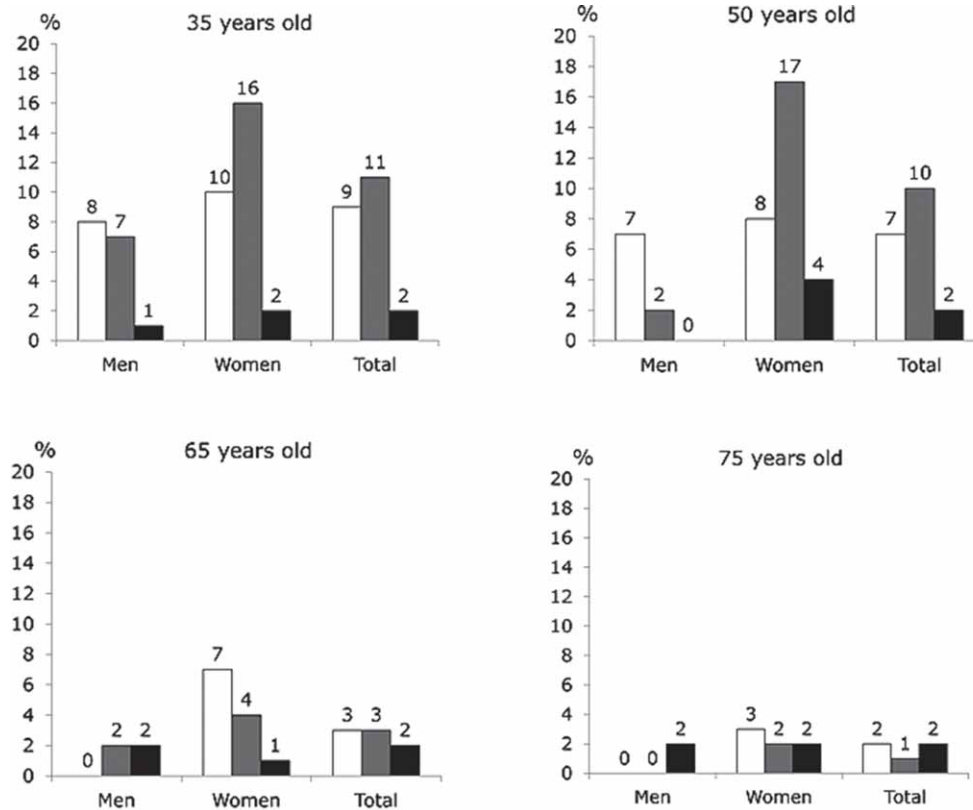 % 35 years old
20
18
16
14
12
10
8
6
4
2
0
8 7 1
10 16 2
9 11 2
Men Women Total
% 50 years old
20
18
16
14
12
10
8
6
4
2
0
7 2 0
8 17 4
7 10 2
Men Women Total
% 65 years old
20
18
16
14
12
10
8
6
4
2
0
0 2 2
7 4 1
3 3 2
Men Women Total
% 75 years old
20
18
16
14
12
10
8
6
4
2
0
0 0 2
3 2 2
2 1 2
Men Women Total